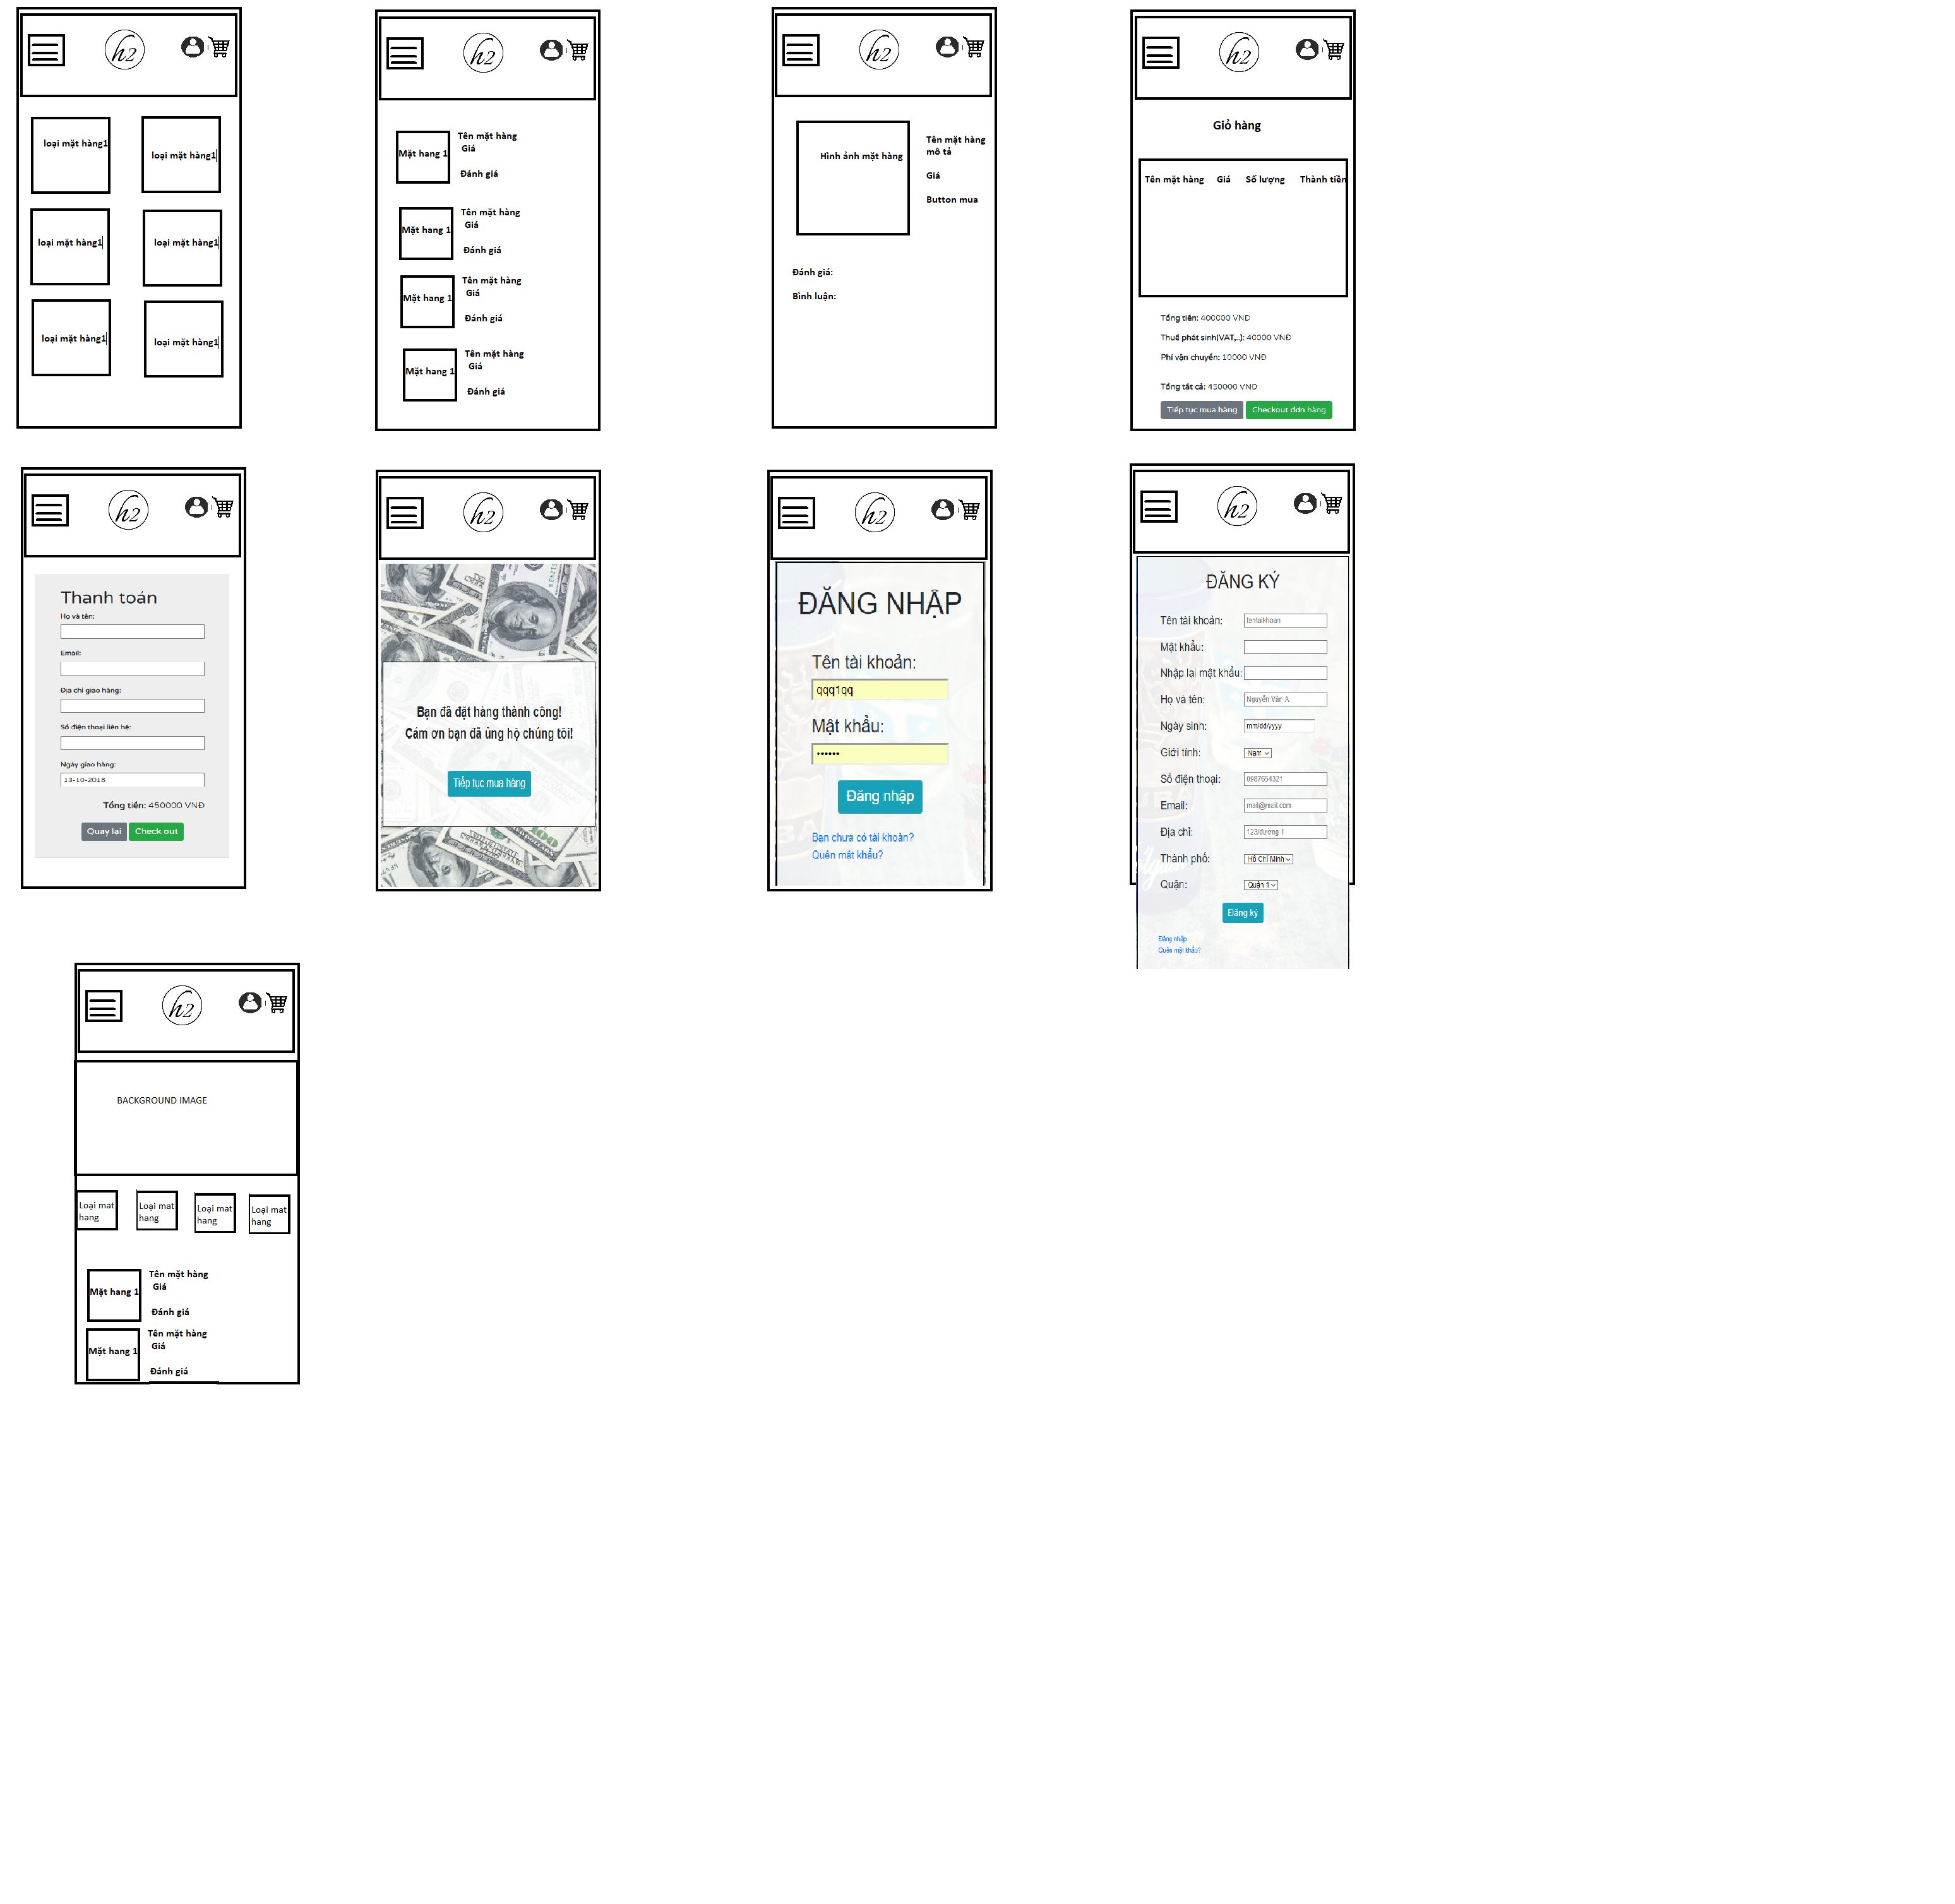 h2
loại mặt hàng1
loại mặt hàng1
loại mặt hàng1
loại mặt hàng1
loại mặt hàng1
loại mặt hàng1
h2
Mặt hang 1
Tên mặt hàng
Giá
Đánh giá
Mặt hang 1
Tên mặt hàng
Giá
Đánh giá
Mặt hang 1
Tên mặt hàng
Giá
Đánh giá
Mặt hang 1
Tên mặt hàng
Giá
Đánh giá
h2
Hình ảnh mặt hàng
Tên mặt hàng
mô tả
Giá
Button mua
Đánh giá:
Bình luận:
h2
Giỏ hàng
Tên mặt hàng Giá Số lượng Thành tiền
Tổng tiền: 400000 VNĐ
Thuế phát sinh(VAT,..): 40000 VNĐ
Phí vận chuyển: 10000 VNĐ
Tổng tất cả: 450000 VNĐ
Tiếp tục mua hàng Checkout đơn hàng
h2
Thanh toán
Họ và tên:
Email:
Địa chỉ giao hàng:
Số điện thoại liên hệ:
Ngày giao hàng:
13-10-2018
Tổng tiền: 450000 VNĐ
Quay lại Check out
h2
Bạn đã đặt hàng thành công!
Cám ơn bạn đã ủng hộ chúng tôi!
Tiếp tục mua hàng
h2
ĐĂNG NHẬP
Tên tài khoản:
qqq1qq
Mật khẩu:
••••••
Đăng nhập
Bạn chưa có tài khoản?
Quên mật khẩu?
h2
ĐĂNG KÝ
Tên tài khoản: tentaikhoan
Mật khẩu:
Nhập lại mật khẩu:
Họ và tên: Nguyễn Văn A
Ngày sinh: mm/dd/yyyy
Giới tính: Nam
Số điện thoại: 0987654321
Email: mail@mail.com
Địa chỉ: 123/đường 1
Thành phố: Hồ Chí Minh
Quận: Quận 1
Đăng ký
Đăng nhập
Quên mật khẩu?
h2
BACKGROUND IMAGE
Loại mat
hang
Loại mat
hang
Loại mat
hang
Loại mat
hang
Mặt hang 1
Tên mặt hàng
Giá
Đánh giá
Mặt hang 1
Tên mặt hàng
Giá
Đánh giá